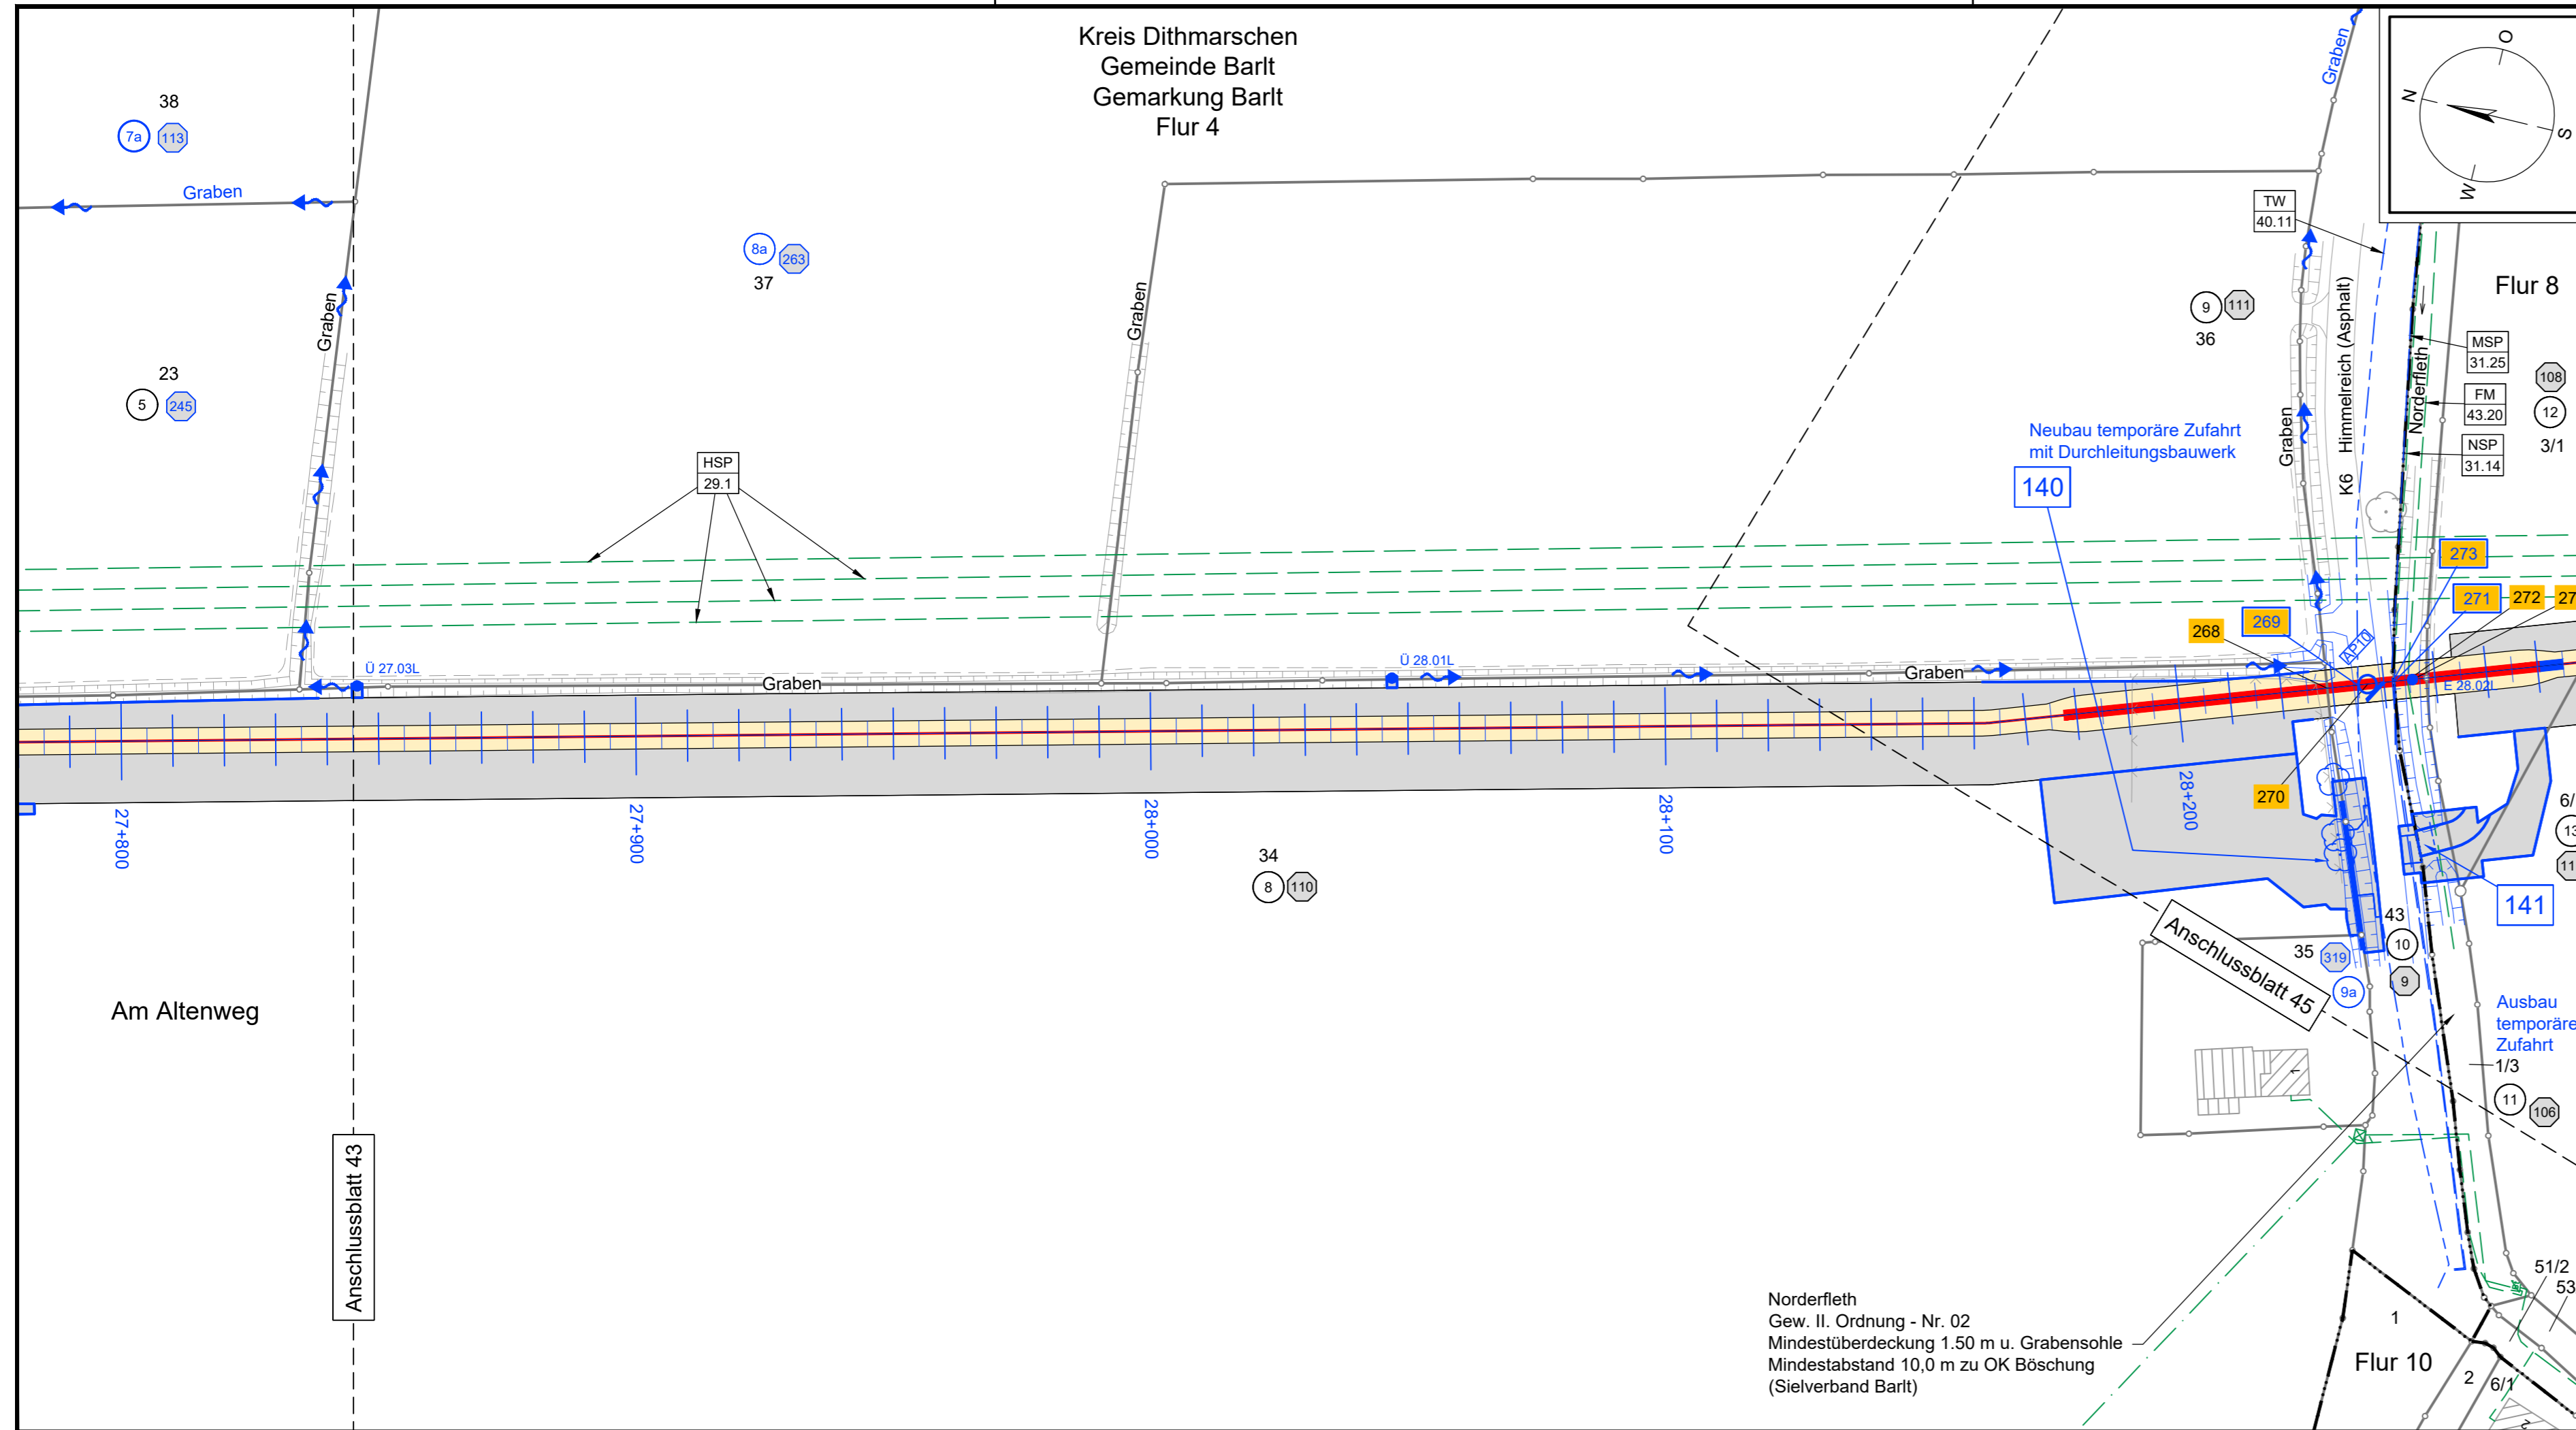 Kreis Dithmarschen
Gemeinde Barlt
Gemarkung Barlt
Flur 4
38
7a 113
Graben
Graben
23
5 245
8a 263
37
HSP
29.1
Graben
Graben
O
N
S
W
TW
40.11
9 111
36
Graben
K6 Himmelreich (Asphalt)
Norderfleth
Flur 8
MSP
31.25
FM
43.20
NSP
31.14
108
12
3/1
Neubau temporäre Zufahrt
mit Durchleitungsbauwerk
140
273
271
272
268
269
AP10
Ü 27.03L
Graben
Ü 28.01L
Graben
E 28.02L
270
27+800
27+900
28+000
28+100
28+200
34
8 110
141
43
10
9
35 319
9a
Anschlussblatt 45
Am Altenweg
Anschlussblatt 43
Ausbau
temporäre
Zufahrt
1/3
11 106
1
Norderfleth
Gew. II. Ordnung - Nr. 02
Mindestüberdeckung 1.50 m u. Grabensohle
Mindestabstand 10,0 m zu OK Böschung
(Sielverband Barlt)
51/2
53
1
Flur 10
2
6/1
2